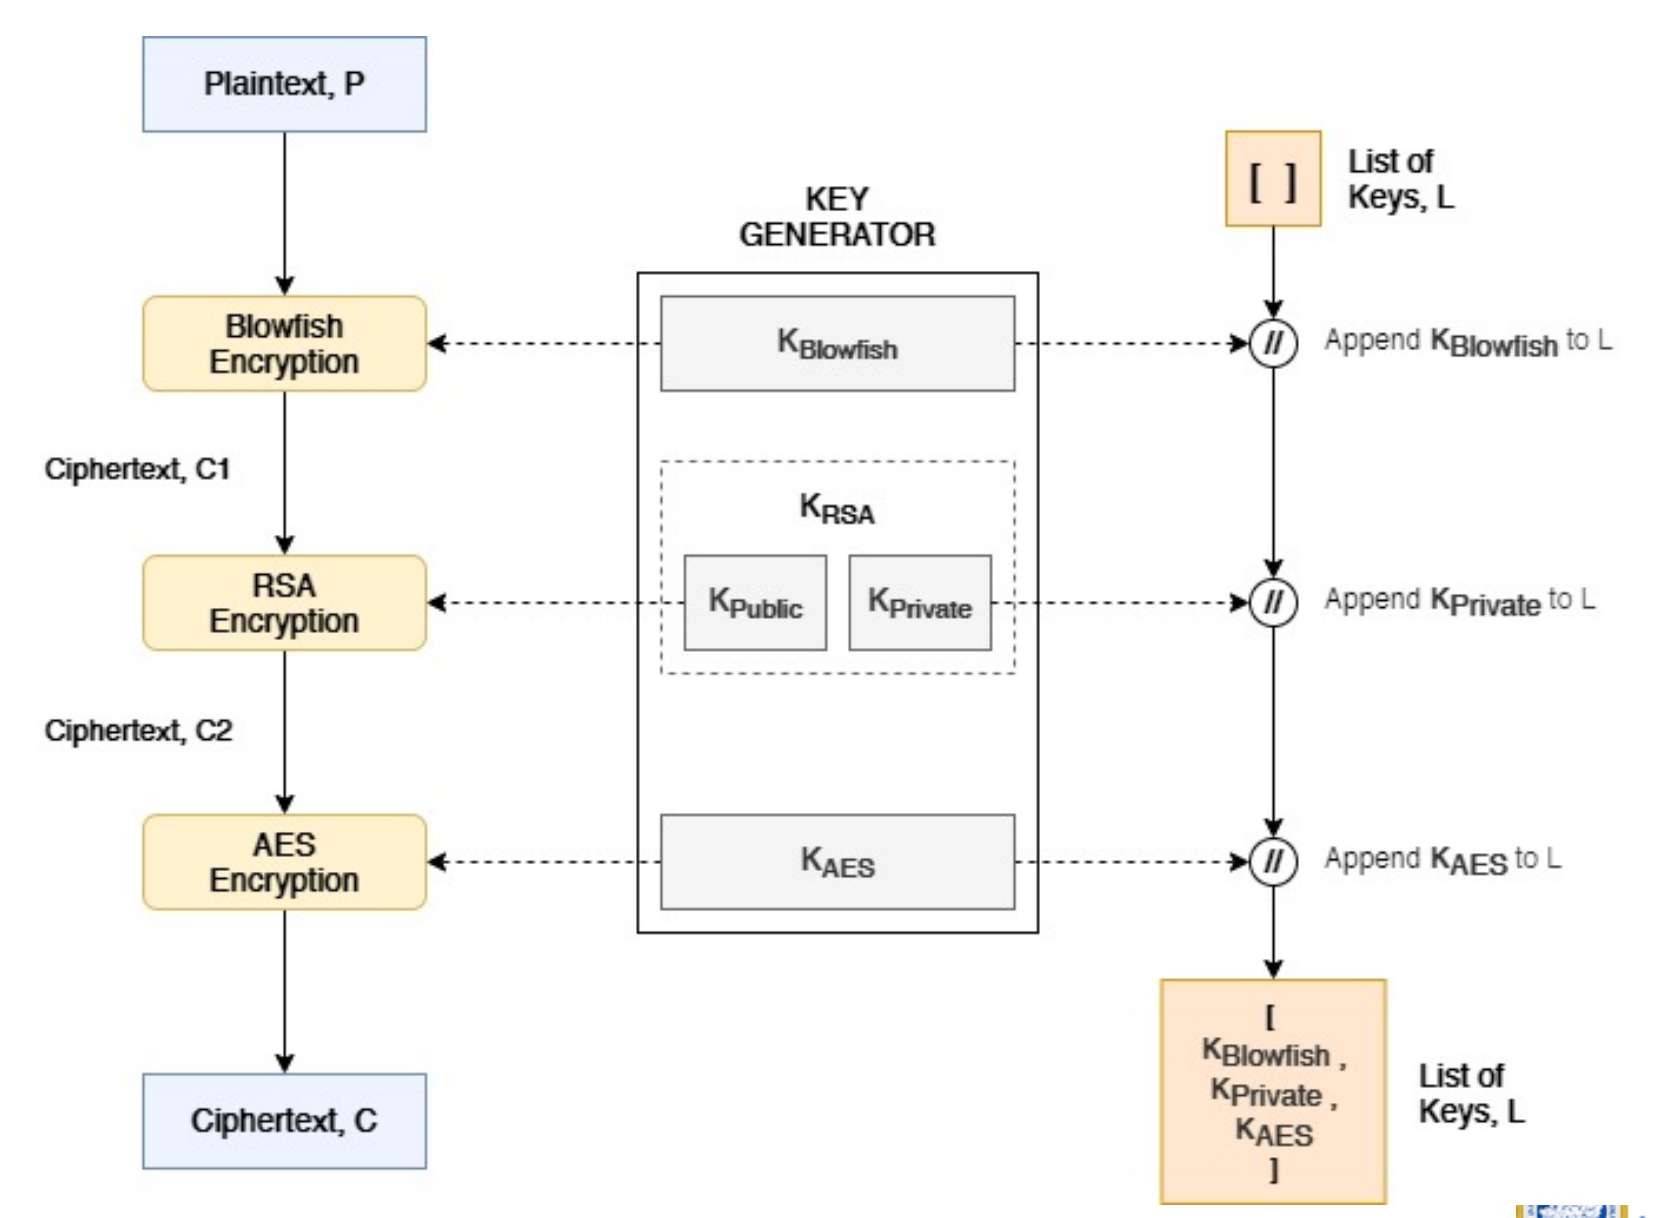 Plaintext, P
[ ]
List of
Keys, L
KEY
GENERATOR
Blowfish
Encryption
KBlowfish
//
Append KBlowfish to L
Ciphertext, C1
KRSA
RSA
Encryption
KPublic
KPrivate
//
Append KPrivate to L
Ciphertext, C2
AES
Encryption
KAES
//
Append KAES to L
[
KBlowfish ,
KPrivate ,
KAES
]
List of
Keys, L
Ciphertext, C